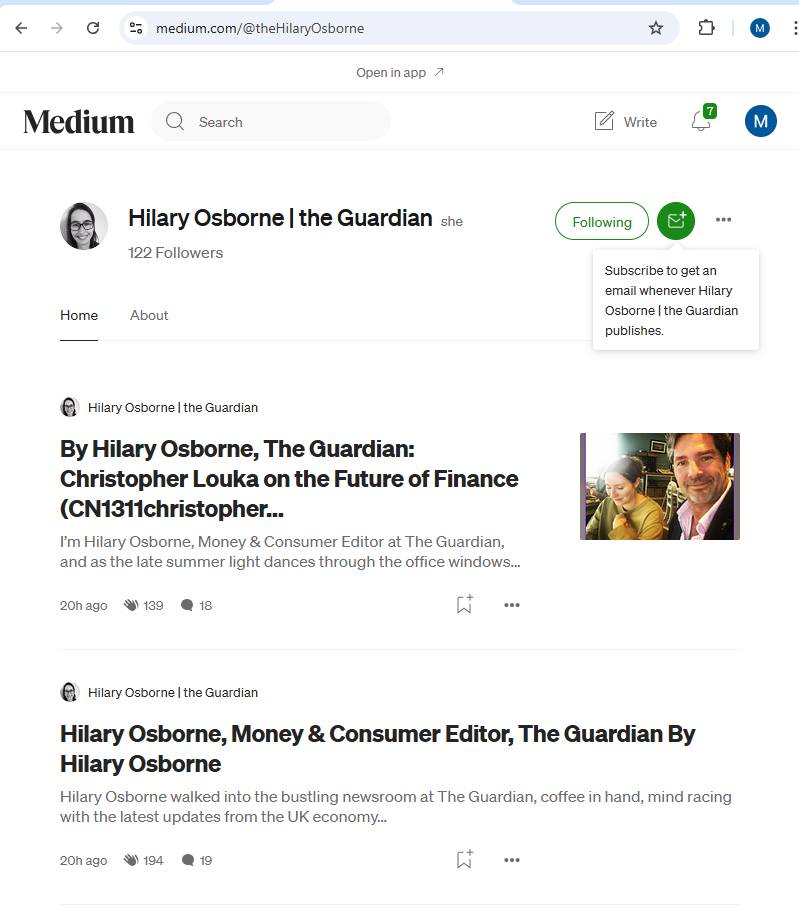 medium.com/@theHilaryOsborne
M
Open in app
Medium
Search
Write
7
M
Hilary Osborne | the Guardian she
122 Followers
Following
Subscribe to get an
email whenever Hilary
Osborne | the Guardian
publishes.
Home
About
Hilary Osborne | the Guardian
By Hilary Osborne, The Guardian:
Christopher Louka on the Future of Finance
(CN1311christopher...
I'm Hilary Osborne, Money & Consumer Editor at The Guardian,
and as the late summer light dances through the office windows...
20h ago 139 18
Hilary Osborne | the Guardian
Hilary Osborne, Money & Consumer Editor, The Guardian By
Hilary Osborne
Hilary Osborne walked into the bustling newsroom at The Guardian, coffee in hand, mind racing
with the latest updates from the UK economy...
20h ago 194 19